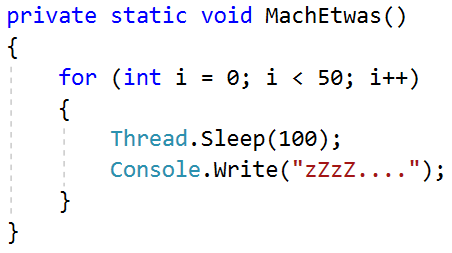 private static void MachEtwas()
{
    for (int i = 0; i < 50; i++)
    {
        Thread.Sleep(100);
        Console.Write("zZzZ....");
    }
}